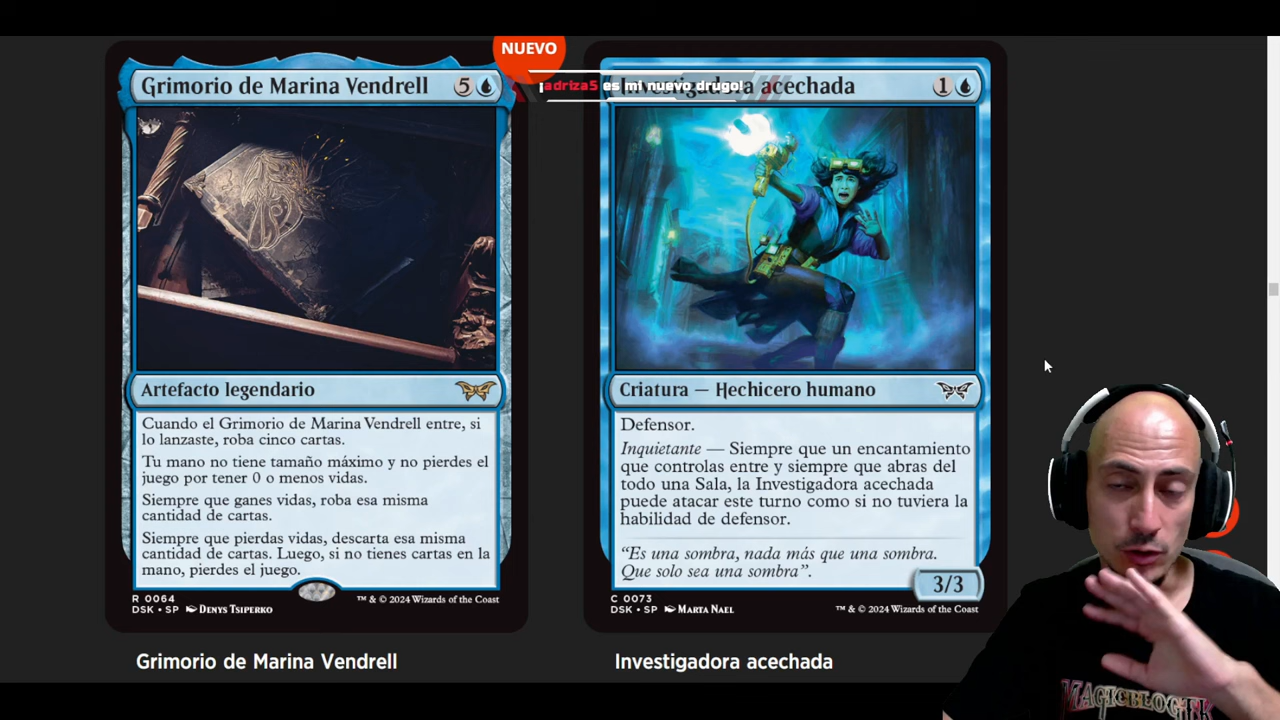 NUEVO
¡adriza5 es mi nuevo drugo!
Grimorio de Marina Vendrell 5
Artefacto legendario
Cuando el Grimorio de Marina Vendrell entre, si
lo lanzaste, roba cinco cartas.
Tu mano no tiene tamaño máximo y no pierdes el
juego por tener 0 o menos vidas.
Siempre que ganes vidas, roba esa misma
cantidad de cartas.
Siempre que pierdas vidas, descarta esa misma
cantidad de cartas. Luego, si no tienes cartas en la
mano, pierdes el juego.
R 0064
DSK • SP DENYS TSIPERKO
™ & © 2024 Wizards of the Coast
Grimorio de Marina Vendrell
Investigadora acechada 1
Criatura — Hechicero humano
Defensor.
Inquietante — Siempre que un encantamiento
que controlas entre y siempre que abras del
todo una Sala, la Investigadora acechada
puede atacar este turno como si no tuviera la
habilidad de defensor.
“Es una sombra, nada más que una sombra.
Que solo sea una sombra”.
3/3
C 0073
DSK • SP MARTA NAEL
™ & © 2024 Wizards of the Coast
Investigadora acechada